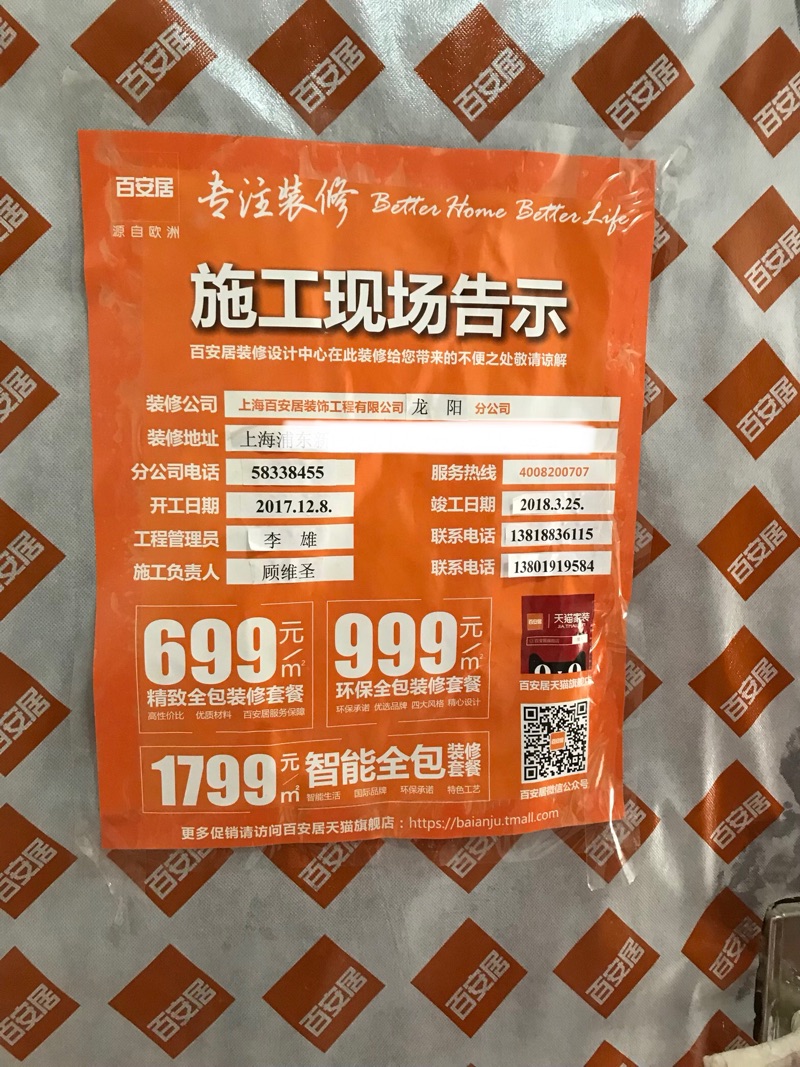 百安居
源自欧洲
专注装修 Better Home Better Life
施工现场告示
百安居装修设计中心在此装修给您带来的不便之处敬请谅解
装修公司 上海百安居装饰工程有限公司 龙 阳 分公司
装修地址 上海浦东
分公司电话 58338455 服务热线 4008200707
开工日期 2017.12.8. 竣工日期 2018.3.25.
工程管理员 李 雄 联系电话 13818836115
施工负责人 顾维圣 联系电话 13801919584
699元/㎡
精致全包装修套餐
高性价比 优质材料 百安居服务保障
999元/㎡
环保全包装修套餐
环保承诺 优选品牌 四大风格 精心设计
百安居 天猫家装
百安居天猫旗舰店
1799元/㎡ 智能全包装修套餐
智能生活 国际品牌 环保承诺 特色工艺
百安居微信公众号
更多促销请访问百安居天猫旗舰店：https://baianju.tmall.com